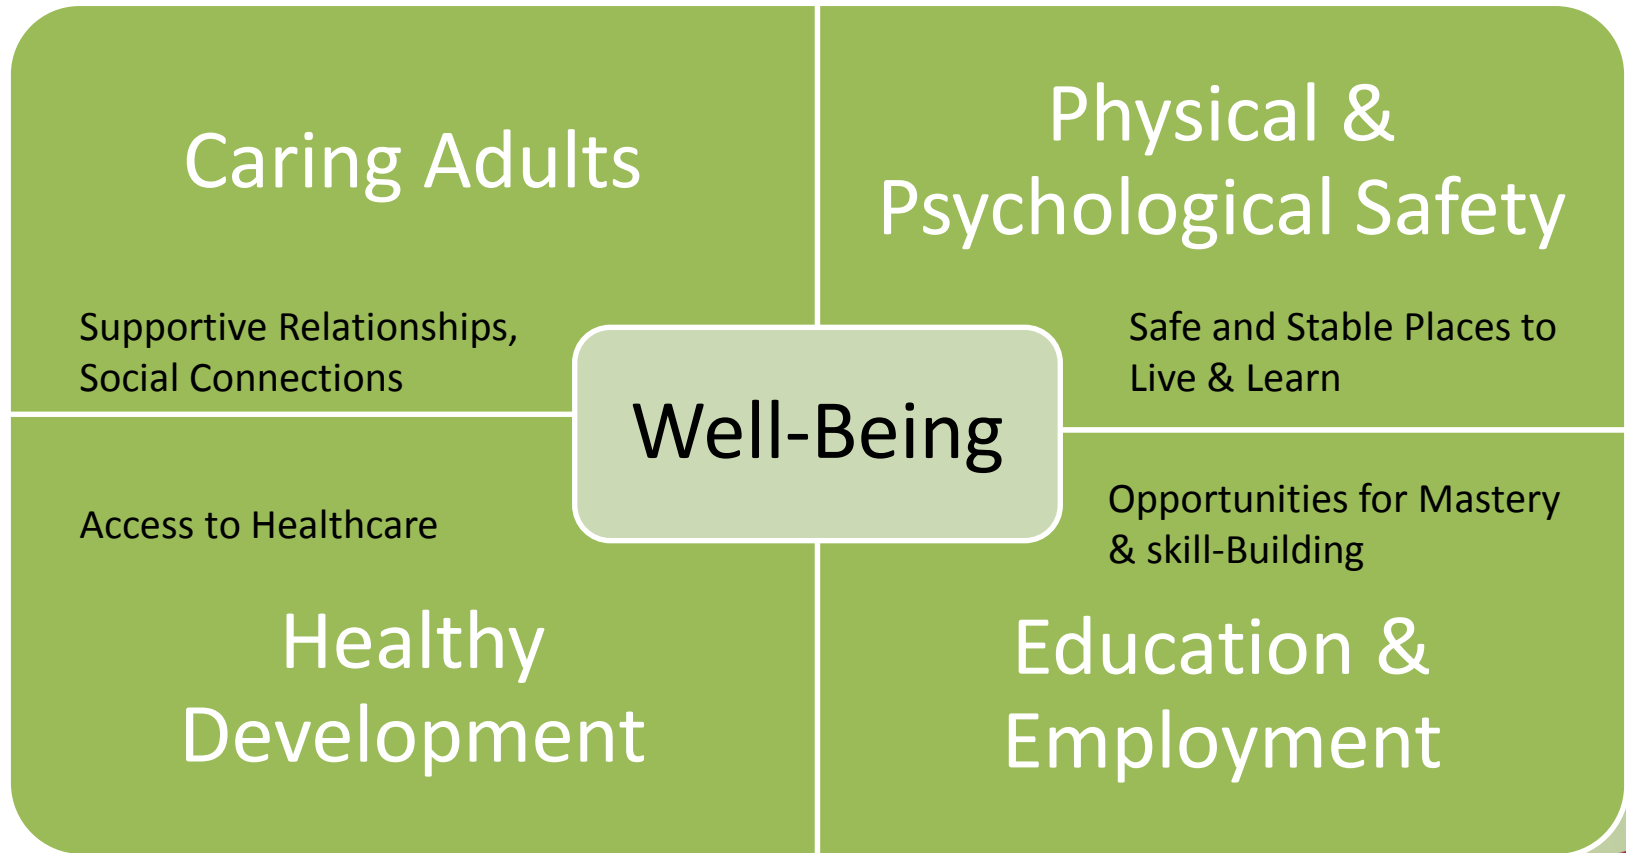 Caring Adults
Supportive Relationships,
Social Connections
Physical &
Psychological Safety
Safe and Stable Places to
Live & Learn
Well-Being
Access to Healthcare
Healthy
Development
Opportunities for Mastery
& skill-Building
Education &
Employment